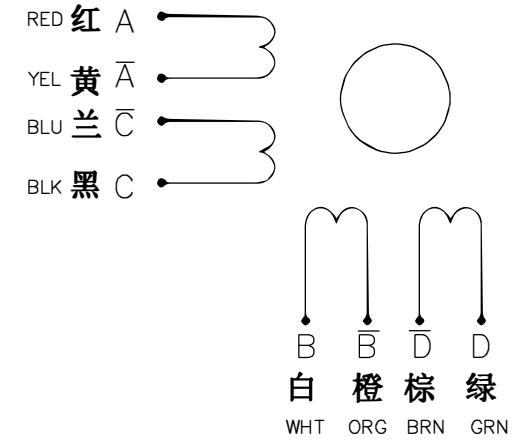 RED 红 A
YEL 黄 A̅
BLU 兰 C̅
BLK 黑 C
B B̅ D̅ D
白 橙 棕 绿
WHT ORG BRN GRN